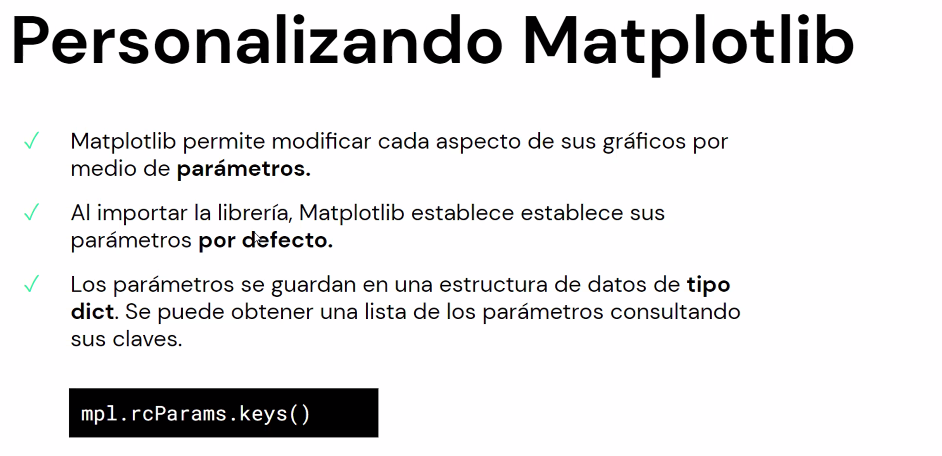 Personalizando Matplotlib
✓ Matplotlib permite modificar cada aspecto de sus gráficos por
medio de parámetros.
✓ Al importar la librería, Matplotlib establece establece sus
parámetros por defecto.
✓ Los parámetros se guardan en una estructura de datos de tipo
dict. Se puede obtener una lista de los parámetros consultando
sus claves.
mpl.rcParams.keys()